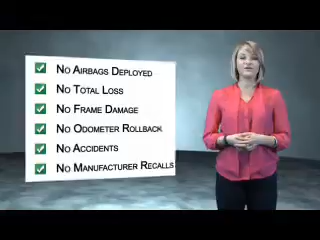 No Airbags Deployed
No Total Loss
No Frame Damage
No Odometer Rollback
No Accidents
No Manufacturer Recalls